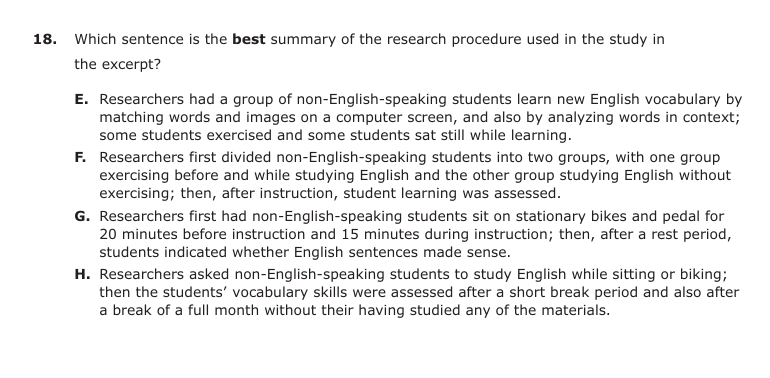 18. Which sentence is the best summary of the research procedure used in the study in
the excerpt?
E. Researchers had a group of non-English-speaking students learn new English vocabulary by
matching words and images on a computer screen, and also by analyzing words in context;
some students exercised and some students sat still while learning.
F. Researchers first divided non-English-speaking students into two groups, with one group
exercising before and while studying English and the other group studying English without
exercising; then, after instruction, student learning was assessed.
G. Researchers first had non-English-speaking students sit on stationary bikes and pedal for
20 minutes before instruction and 15 minutes during instruction; then, after a rest period,
students indicated whether English sentences made sense.
H. Researchers asked non-English-speaking students to study English while sitting or biking;
then the students’ vocabulary skills were assessed after a short break period and also after
a break of a full month without their having studied any of the materials.